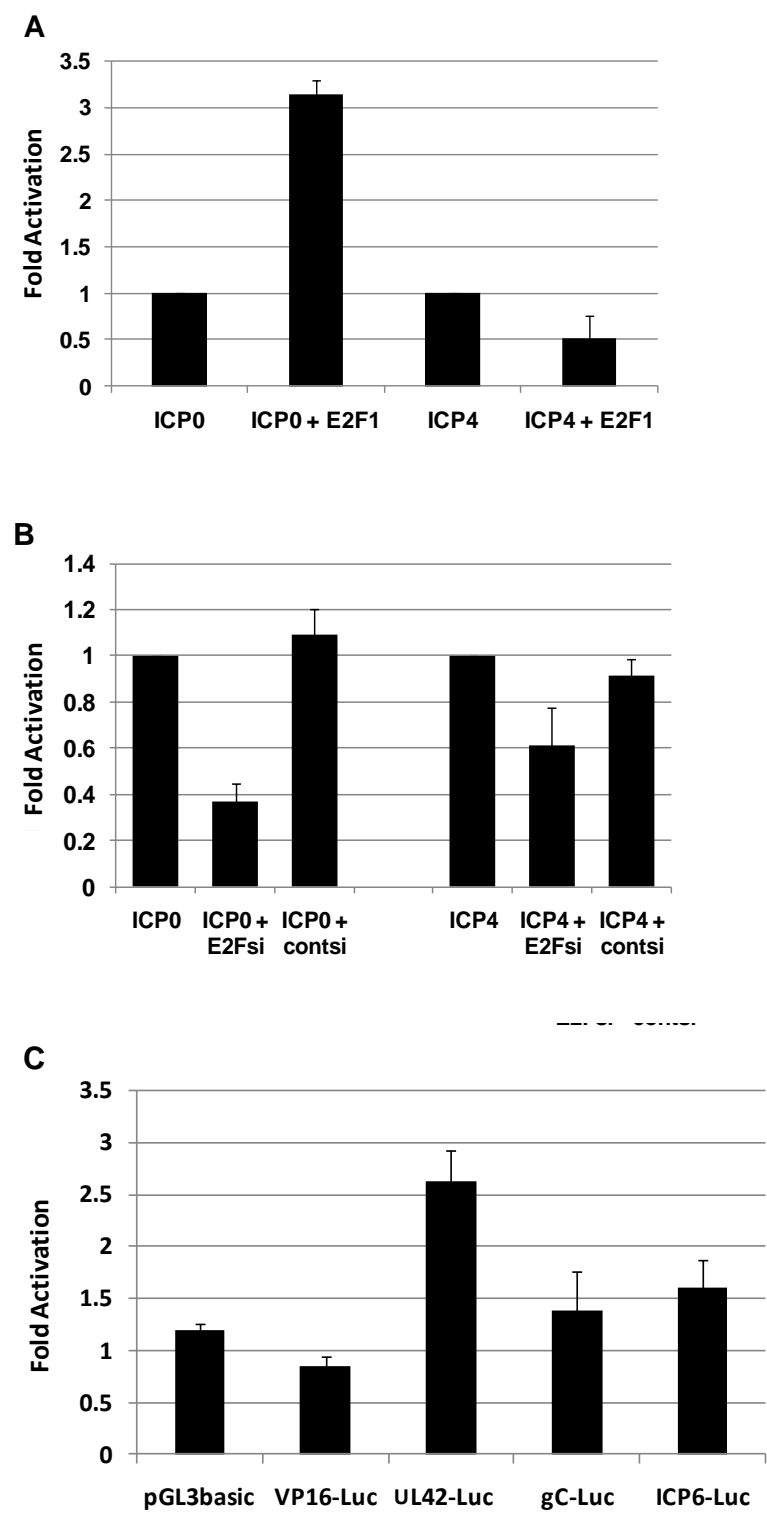 A
3.5
3
2.5
2
1.5
1
0.5
0
Fold Activation
ICP0
ICP0 + E2F1
ICP4
ICP4 + E2F1
B
1.4
1.2
1
0.8
0.6
0.4
0.2
0
Fold Activation
ICP0
ICP0 +
E2Fsi
ICP0 +
contsi
ICP4
ICP4 +
E2Fsi
ICP4 +
contsi
C
3.5
3
2.5
2
1.5
1
0.5
0
Fold Activation
pGL3basic
VP16-Luc
UL42-Luc
gC-Luc
ICP6-Luc